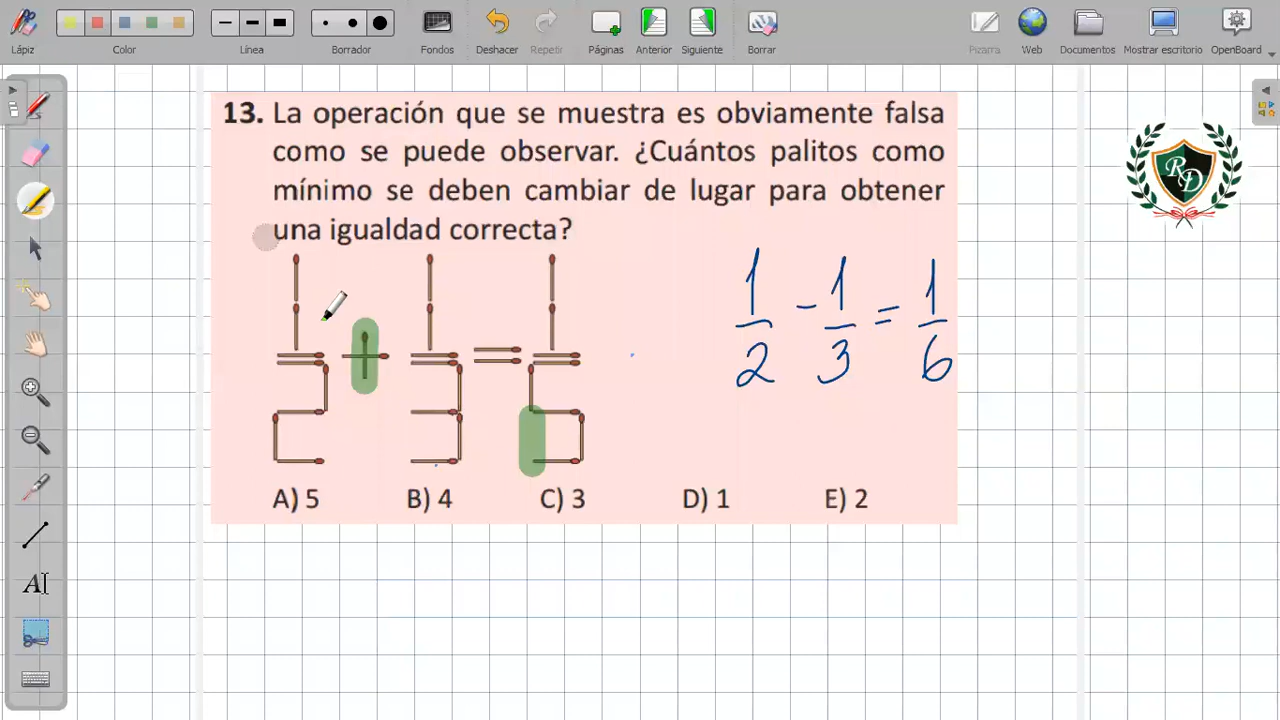 Lápiz
Color
Línea
Borrador
Fondos
Deshacer
Repetir
Páginas
Anterior
Siguiente
Borrar
Pizarra
Web
Documentos
Mostrar escritorio
OpenBoard
13. La operación que se muestra es obviamente falsa
como se puede observar. ¿Cuántos palitos como
mínimo se deben cambiar de lugar para obtener
una igualdad correcta?
1/2 - 1/3 = 1/6
A) 5 B) 4 C) 3 D) 1 E) 2
RD
A